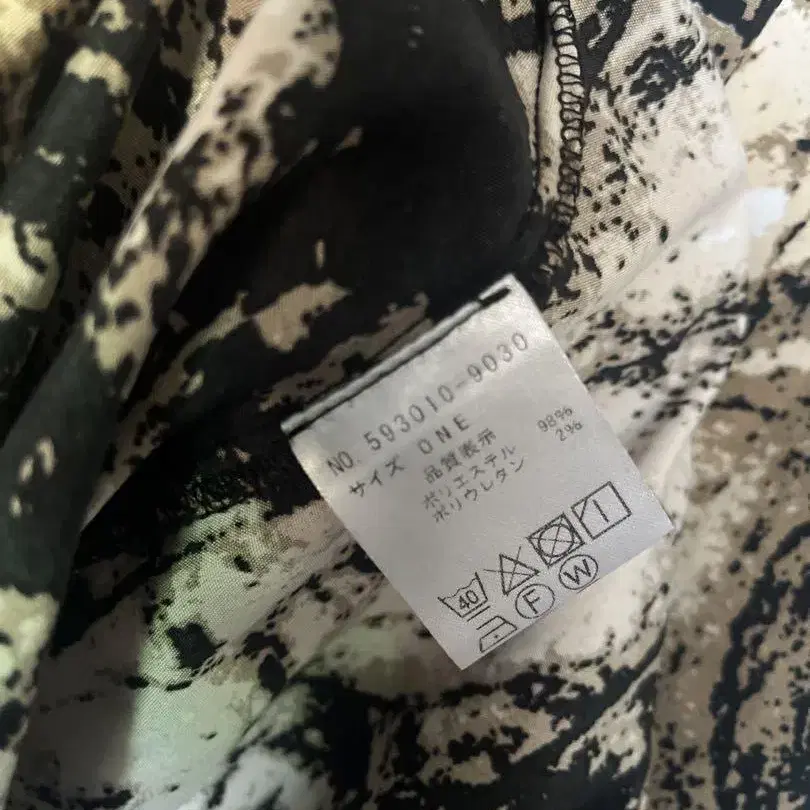 NO. 593010-9030
サイズ ONE
品質表示
ポリエステル 98%
ポリウレタン 2%
40
F W